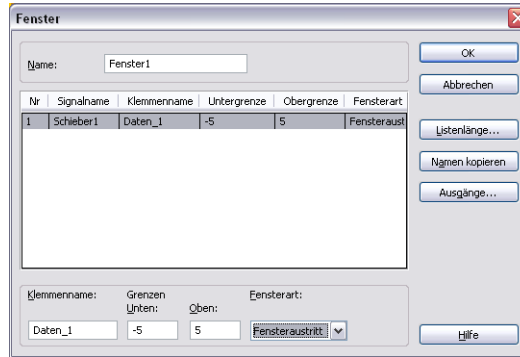 Fenster
Name: Fenster1
OK
Abbrechen
Nr Signalname Klemmenname Untergrenze Obergrenze Fensterart
1 Schieber1 Daten_1 -5 5 Fensteraust
Listenlänge...
Namen kopieren
Ausgänge...
Klemmenname: Grenzen Fensterart:
Unten: Oben:
Daten_1 -5 5 Fensteraustritt
Hilfe